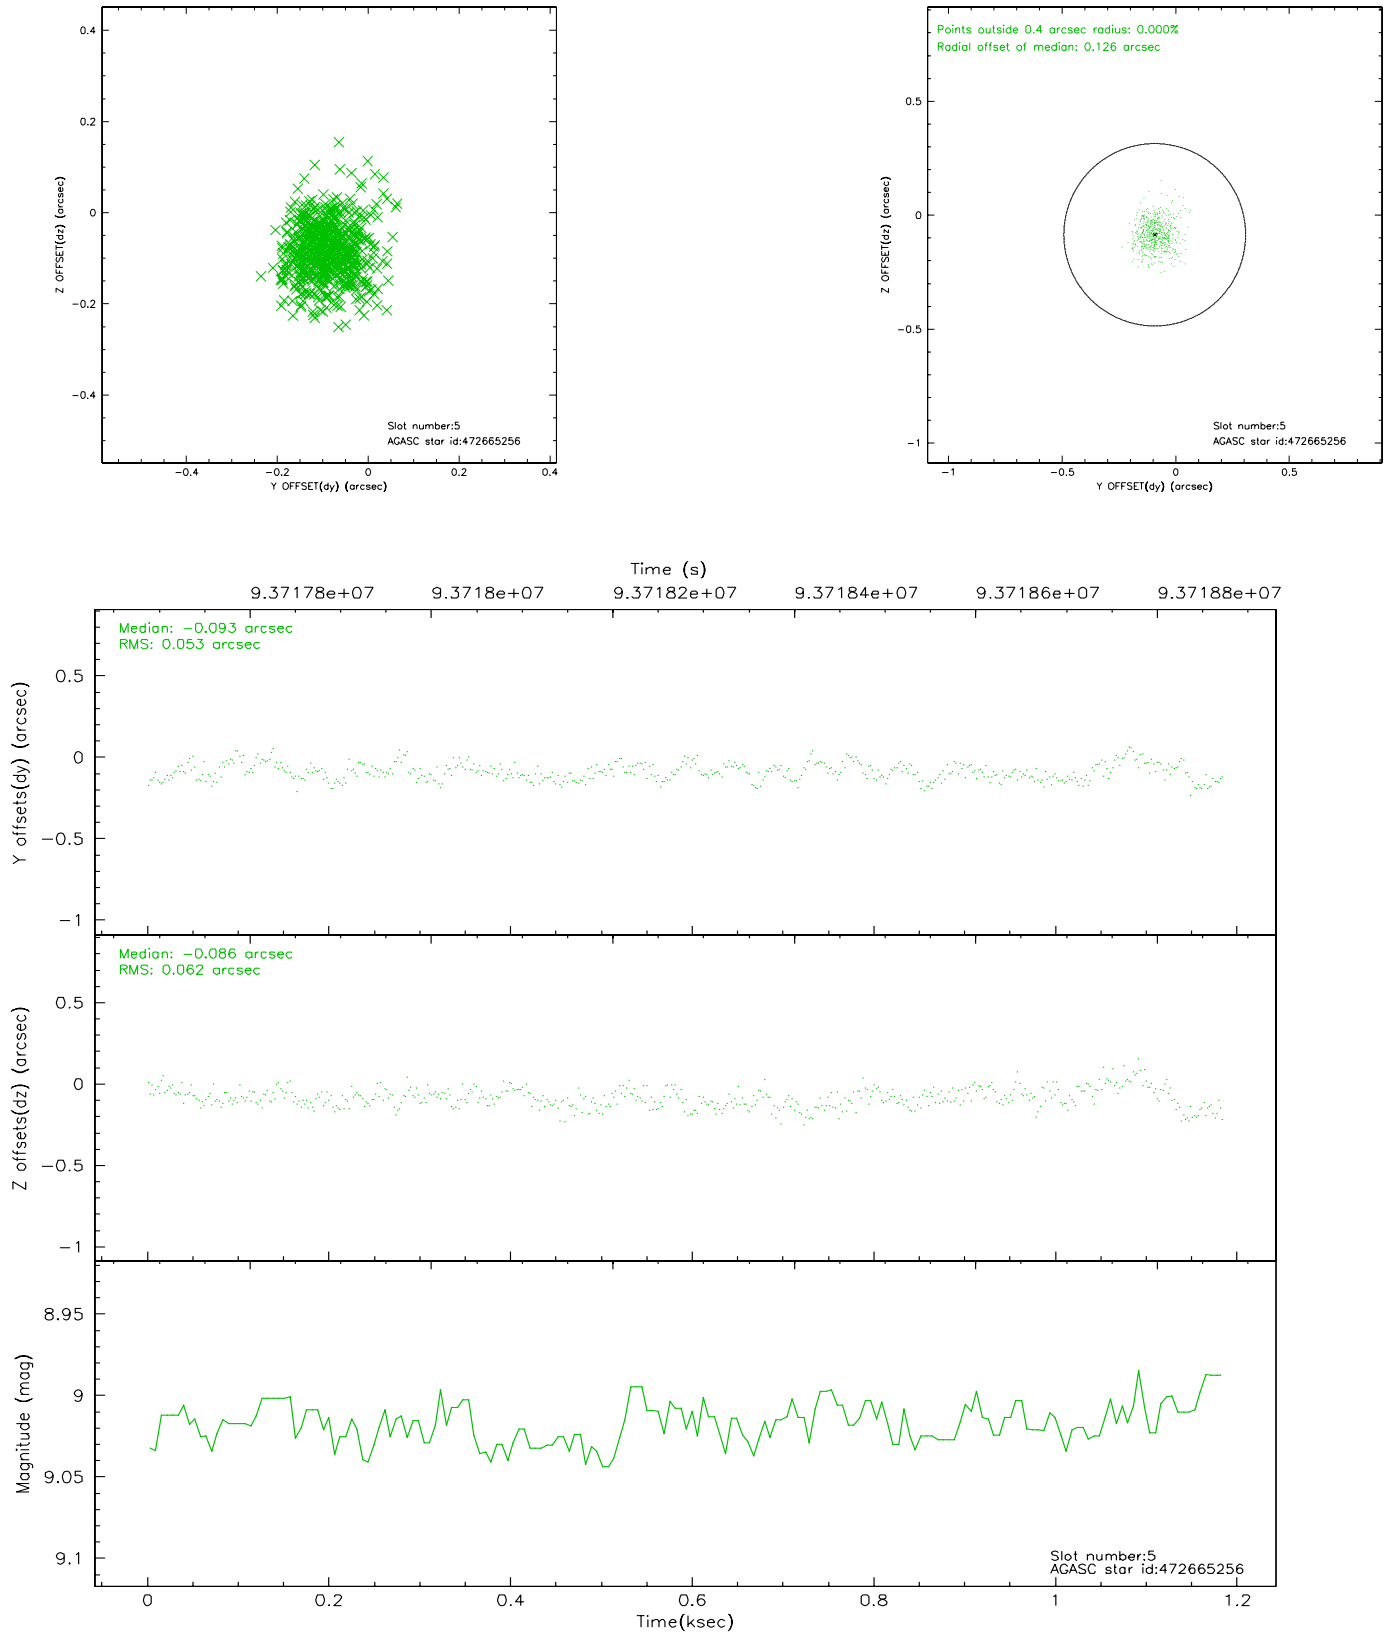 0.4
0.2
0
−0.2
−0.4
Z OFFSET(dz) (arcsec)
Slot number:5
AGASC star id:472665256
−0.4 −0.2 0 0.2 0.4
Y OFFSET(dy) (arcsec)
Points outside 0.4 arcsec radius: 0.000%
Radial offset of median: 0.126 arcsec
0.5
0
−0.5
−1
Z OFFSET(dz) (arcsec)
Slot number:5
AGASC star id:472665256
−1 −0.5 0 0.5
Y OFFSET(dy) (arcsec)
Time (s)
9.37178e+07 9.3718e+07 9.37182e+07 9.37184e+07 9.37186e+07 9.37188e+07
Median: −0.093 arcsec
RMS: 0.053 arcsec
0.5
0
−0.5
−1
Y offsets(dy) (arcsec)
Median: −0.086 arcsec
RMS: 0.062 arcsec
0.5
0
−0.5
−1
Z offsets(dz) (arcsec)
8.95
9
9.05
9.1
Magnitude (mag)
Slot number:5
AGASC star id:472665256
0 0.2 0.4 0.6 0.8 1 1.2
Time(ksec)